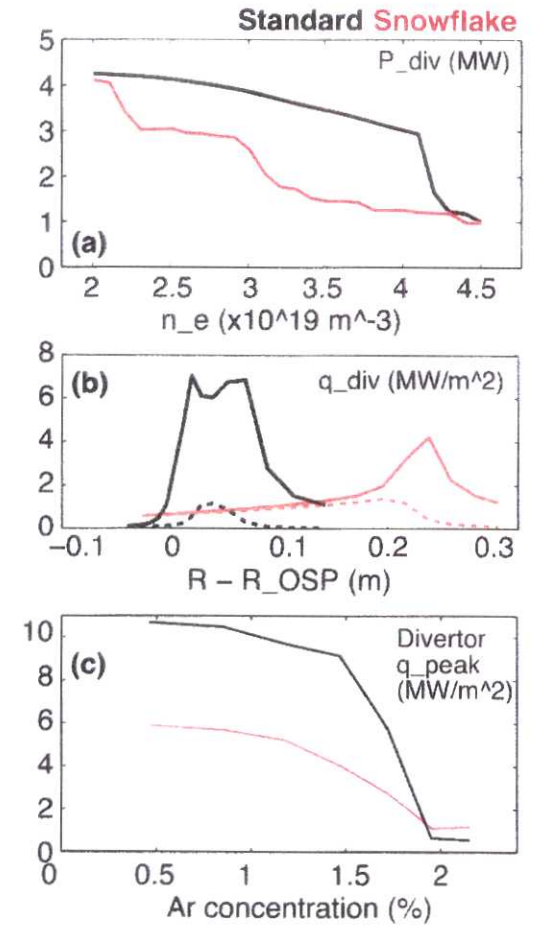 Standard Snowflake
5
4
3
2
1
0
P_div (MW)
(a)
2 2.5 3 3.5 4 4.5
n_e (x10^19 m^-3)
8
6
4
2
0
(b)
q_div (MW/m^2)
−0.1 0 0.1 0.2 0.3
R − R_OSP (m)
10
8
6
4
2
0
(c)
Divertor
q_peak
(MW/m^2)
0 0.5 1 1.5 2
Ar concentration (%)